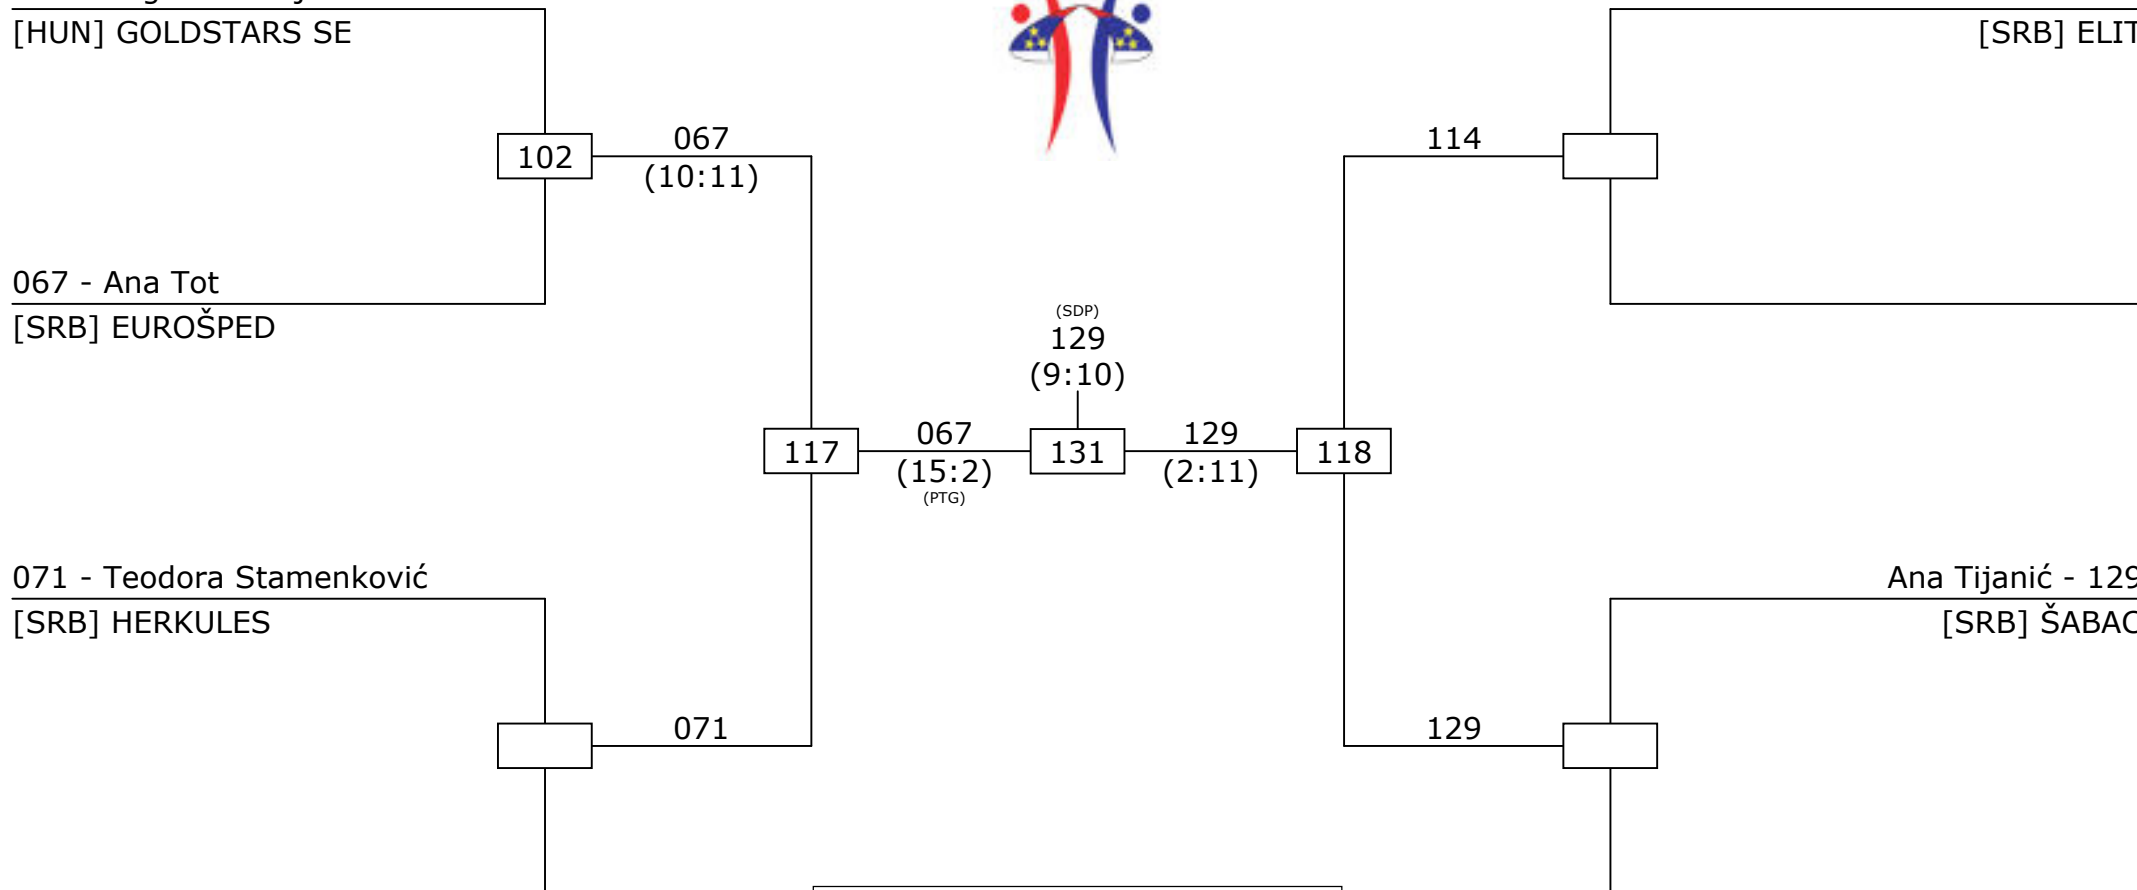 [HUN] GOLDSTARS SE
[SRB] ELIT
102
067
(10:11)
114
067 - Ana Tot
[SRB] EUROŠPED
(SDP)
129
(9:10)
117
067
(15:2)
(PTG)
131
129
(2:11)
118
071 - Teodora Stamenković
[SRB] HERKULES
Ana Tijanić - 129
[SRB] ŠABAC
071
129